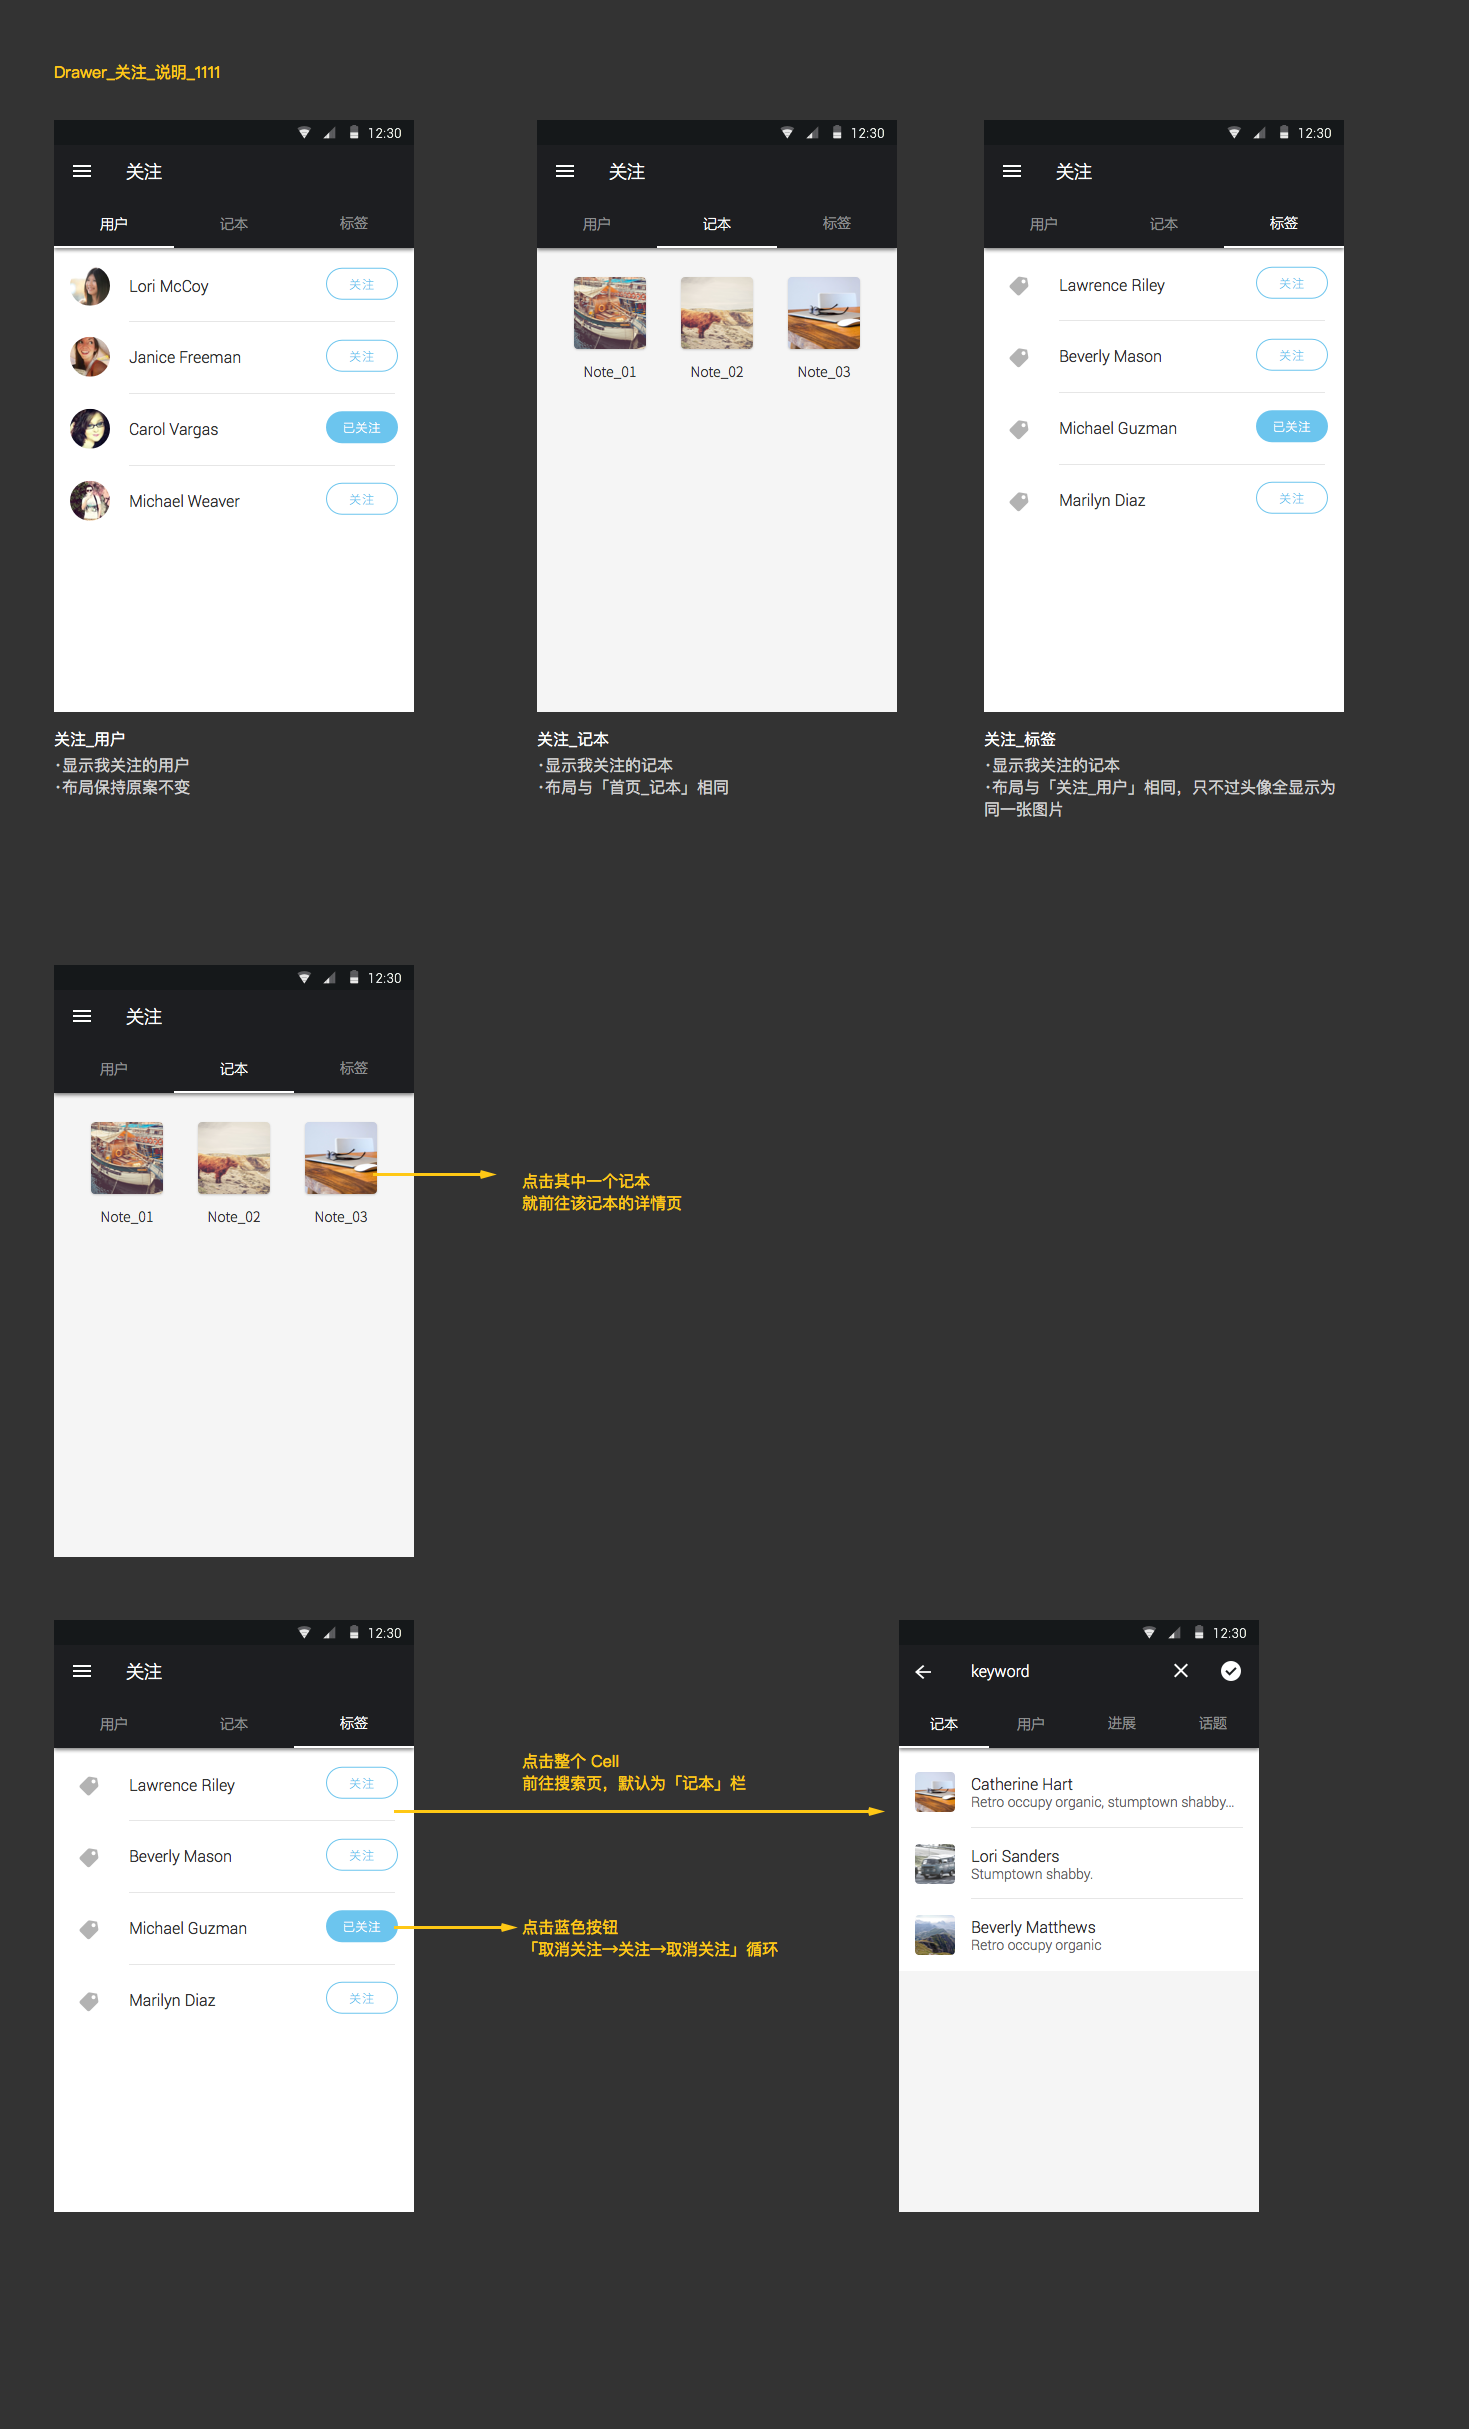 Drawer_关注_说明_1111
12:30
关注
用户 记本 标签
Lori McCoy 关注
Janice Freeman 关注
Carol Vargas 已关注
Michael Weaver 关注
关注_用户
·显示我关注的用户
·布局保持原案不变
12:30
关注
用户 记本 标签
Note_01 Note_02 Note_03
关注_记本
·显示我关注的记本
·布局与「首页_记本」相同
12:30
关注
用户 记本 标签
Lawrence Riley 关注
Beverly Mason 关注
Michael Guzman 已关注
Marilyn Diaz 关注
关注_标签
·显示我关注的记本
·布局与「关注_用户」相同，只不过头像全显示为
同一张图片
12:30
关注
用户 记本 标签
Note_01 Note_02 Note_03
点击其中一个记本
就前往该记本的详情页
12:30
关注
用户 记本 标签
Lawrence Riley 关注
Beverly Mason 关注
Michael Guzman 已关注
Marilyn Diaz 关注
点击整个 Cell
前往搜索页，默认为「记本」栏
点击蓝色按钮
「取消关注→关注→取消关注」循环
12:30
keyword
记本 用户 进展 话题
Catherine Hart
Retro occupy organic, stumptown shabby...
Lori Sanders
Stumptown shabby.
Beverly Matthews
Retro occupy organic